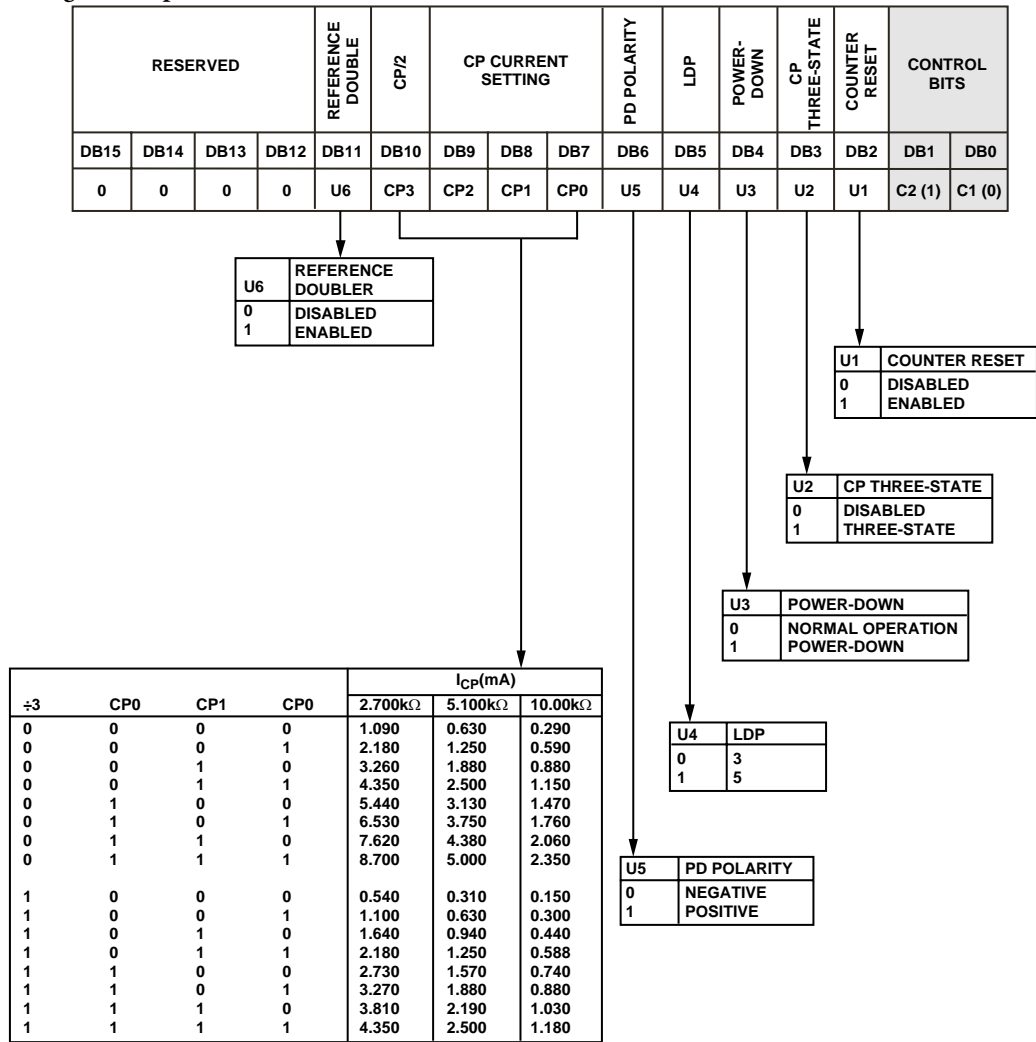 RESERVED
REFERENCE DOUBLE
CP/2
CP CURRENT SETTING
PD POLARITY
LDP
POWER-DOWN
CP THREE-STATE
COUNTER RESET
CONTROL BITS
DB15 DB14 DB13 DB12 DB11 DB10 DB9 DB8 DB7 DB6 DB5 DB4 DB3 DB2 DB1 DB0
0 0 0 0 U6 CP3 CP2 CP1 CP0 U5 U4 U3 U2 U1 C2 (1) C1 (0)
U6 REFERENCE DOUBLER
0 DISABLED
1 ENABLED
U1 COUNTER RESET
0 DISABLED
1 ENABLED
U2 CP THREE-STATE
0 DISABLED
1 THREE-STATE
U3 POWER-DOWN
0 NORMAL OPERATION
1 POWER-DOWN
U4 LDP
0 3
1 5
U5 PD POLARITY
0 NEGATIVE
1 POSITIVE
ICP(mA)
÷3 CP0 CP1 CP0 2.700kΩ 5.100kΩ 10.00kΩ
0 0 0 0 1.090 0.630 0.290
0 0 0 1 2.180 1.250 0.590
0 0 1 0 3.260 1.880 0.880
0 0 1 1 4.350 2.500 1.150
0 1 0 0 5.440 3.130 1.470
0 1 0 1 6.530 3.750 1.760
0 1 1 0 7.620 4.380 2.060
0 1 1 1 8.700 5.000 2.350
1 0 0 0 0.540 0.310 0.150
1 0 0 1 1.100 0.630 0.300
1 0 1 0 1.640 0.940 0.440
1 0 1 1 2.180 1.250 0.588
1 1 0 0 2.730 1.570 0.740
1 1 0 1 3.270 1.880 0.880
1 1 1 0 3.810 2.190 1.030
1 1 1 1 4.350 2.500 1.180